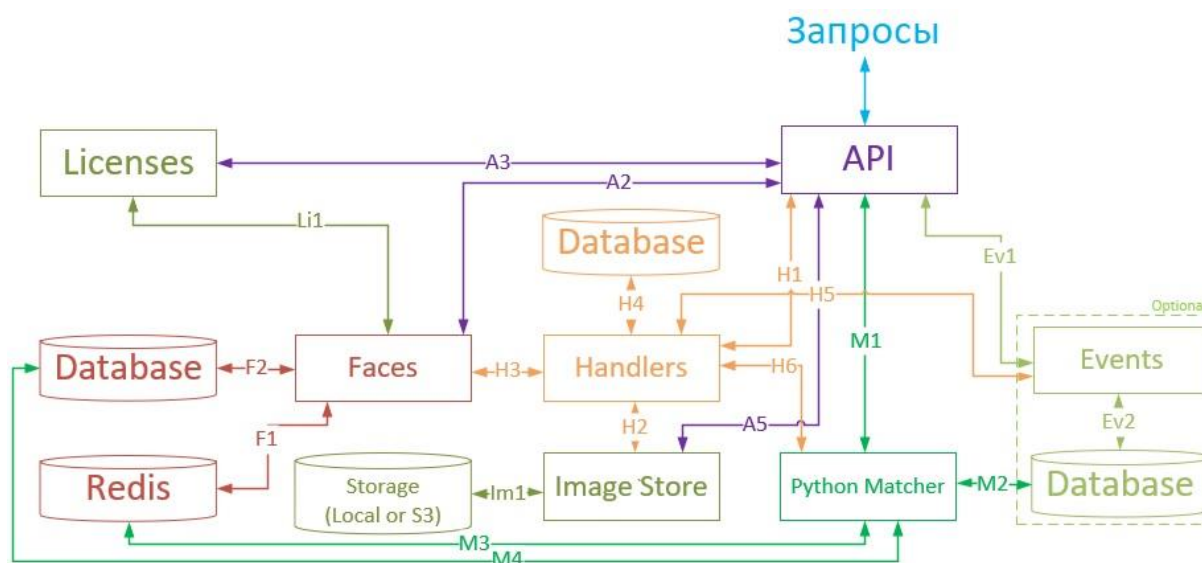 Запросы
API
Licenses
A3
A2
Li1
Database
Ev1
H1
H4
H5
Optiona
M1
Database
F2
Faces
H3
Handlers
H6
Events
H2
A5
Ev2
F1
Redis
Storage
(Local or S3)
Im1
Image Store
Python Matcher
M2
Database
M3
M4